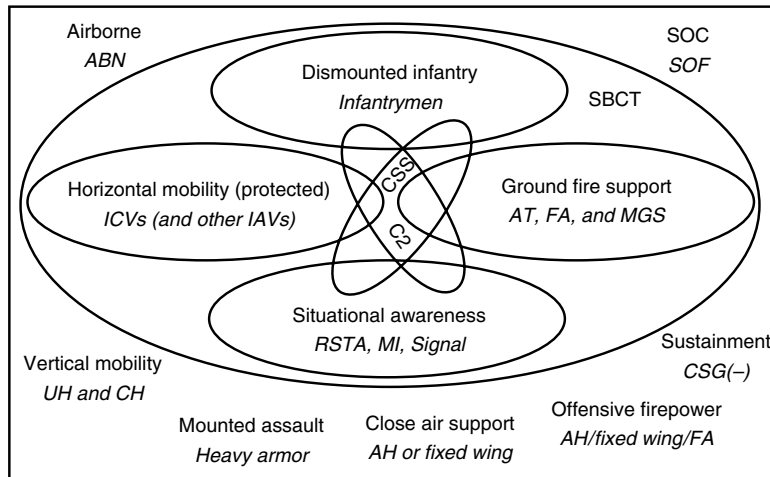 Airborne
ABN
SOC
SOF
Dismounted infantry
Infantrymen
SBCT
CSS
Horizontal mobility (protected)
ICVs (and other IAVs)
Ground fire support
AT, FA, and MGS
C2
Situational awareness
RSTA, MI, Signal
Vertical mobility
UH and CH
Sustainment
CSG(–)
Mounted assault
Heavy armor
Close air support
AH or fixed wing
Offensive firepower
AH/fixed wing/FA